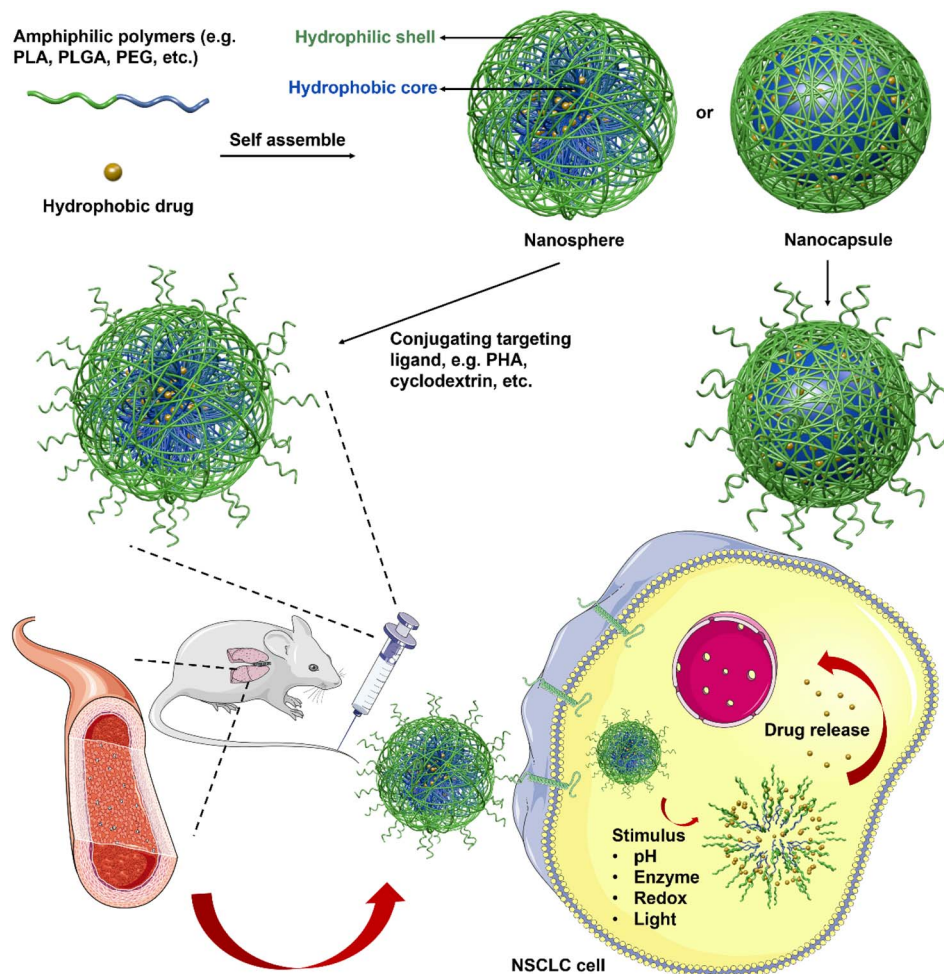 Amphiphilic polymers (e.g.
PLA, PLGA, PEG, etc.)
Hydrophilic shell
Hydrophobic core
Self assemble
or
Hydrophobic drug
Nanosphere
Nanocapsule
Conjugating targeting
ligand, e.g. PHA,
cyclodextrin, etc.
Drug release
Stimulus
• pH
• Enzyme
• Redox
• Light
NSCLC cell